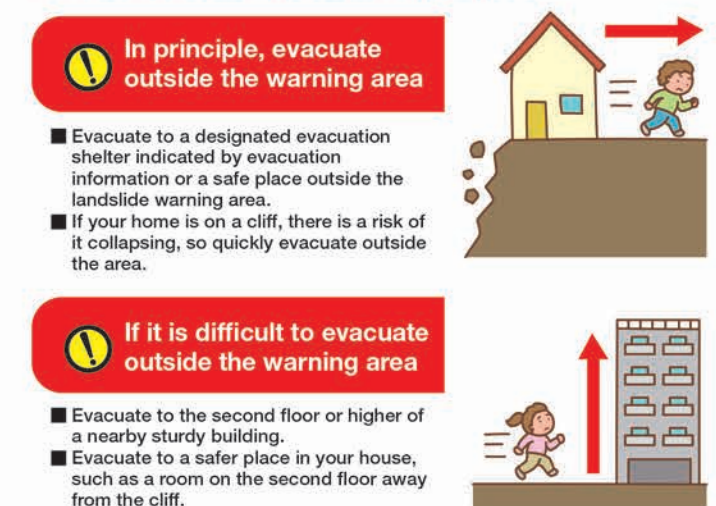 In principle, evacuate
outside the warning area
■ Evacuate to a designated evacuation
shelter indicated by evacuation
information or a safe place outside the
landslide warning area.
■ If your home is on a cliff, there is a risk of
it collapsing, so quickly evacuate outside
the area.
If it is difficult to evacuate
outside the warning area
■ Evacuate to the second floor or higher of
a nearby sturdy building.
■ Evacuate to a safer place in your house,
such as a room on the second floor away
from the cliff.